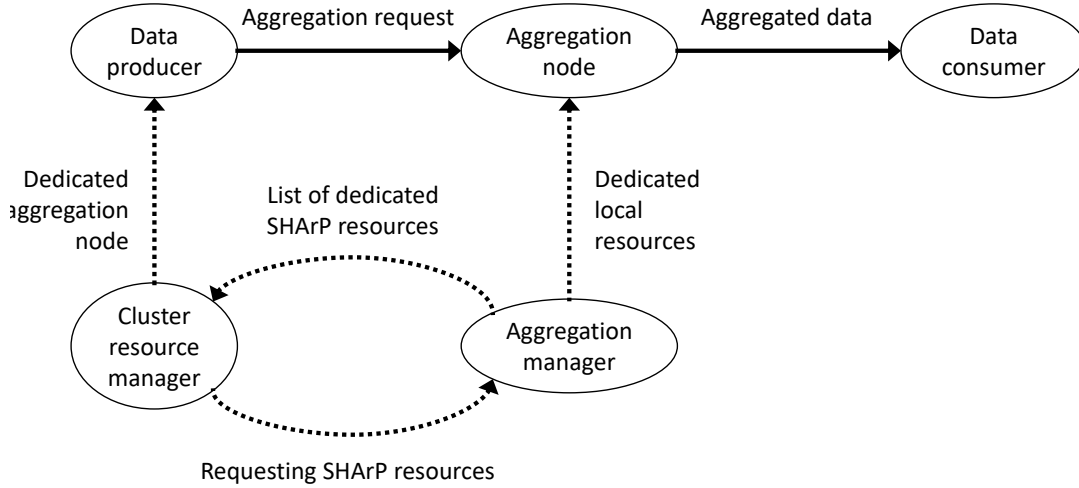 Aggregation request
Aggregated data
Data
producer
Aggregation
node
Data
consumer
Dedicated
aggregation
node
List of dedicated
SHArP resources
Dedicated
local
resources
Cluster
resource
manager
Aggregation
manager
Requesting SHArP resources